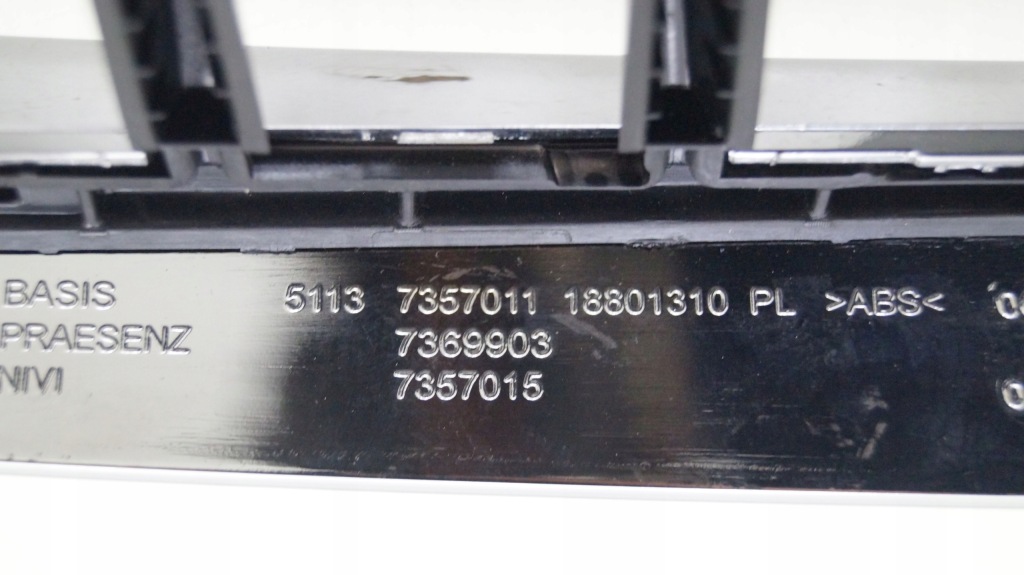 BASIS 5113 7357011 18801310 PL >ABS<
PRAESENZ 7369903
NIVI 7357015